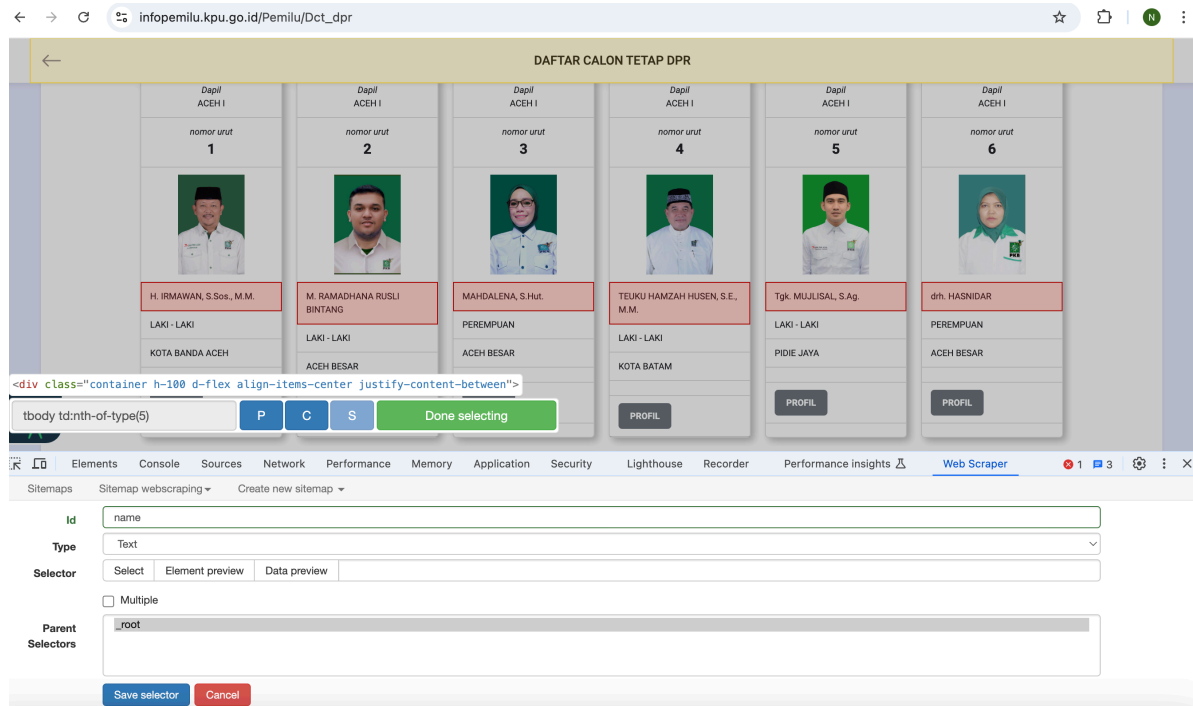 infopemilu.kpu.go.id/Pemilu/Dct_dpr
N
DAFTAR CALON TETAP DPR
Dapil Dapil Dapil Dapil Dapil Dapil
ACEH I ACEH I ACEH I ACEH I ACEH I ACEH I
nomor urut nomor urut nomor urut nomor urut nomor urut nomor urut
1 2 3 4 5 6
PKB
H. IRMAWAN, S.Sos., M.M.
LAKI - LAKI
KOTA BANDA ACEH
M. RAMADHANA RUSLI
BINTANG
LAKI - LAKI
ACEH BESAR
MAHDALENA, S.Hut.
PEREMPUAN
ACEH BESAR
TEUKU HAMZAH HUSEN, S.E.,
M.M.
LAKI - LAKI
KOTA BATAM
PROFIL
Tgk. MUJLISAL, S.Ag.
LAKI - LAKI
PIDIE JAYA
PROFIL
drh. HASNIDAR
PEREMPUAN
ACEH BESAR
PROFIL
<div class="container h-100 d-flex align-items-center justify-content-between">
tbody td:nth-of-type(5) P C S Done selecting
Elements Console Sources Network Performance Memory Application Security Lighthouse Recorder Performance insights Web Scraper 1 3
Sitemaps Sitemap webscraping Create new sitemap
Id name
Type Text
Selector Select Element preview Data preview
Multiple
Parent _root
Selectors
Save selector Cancel